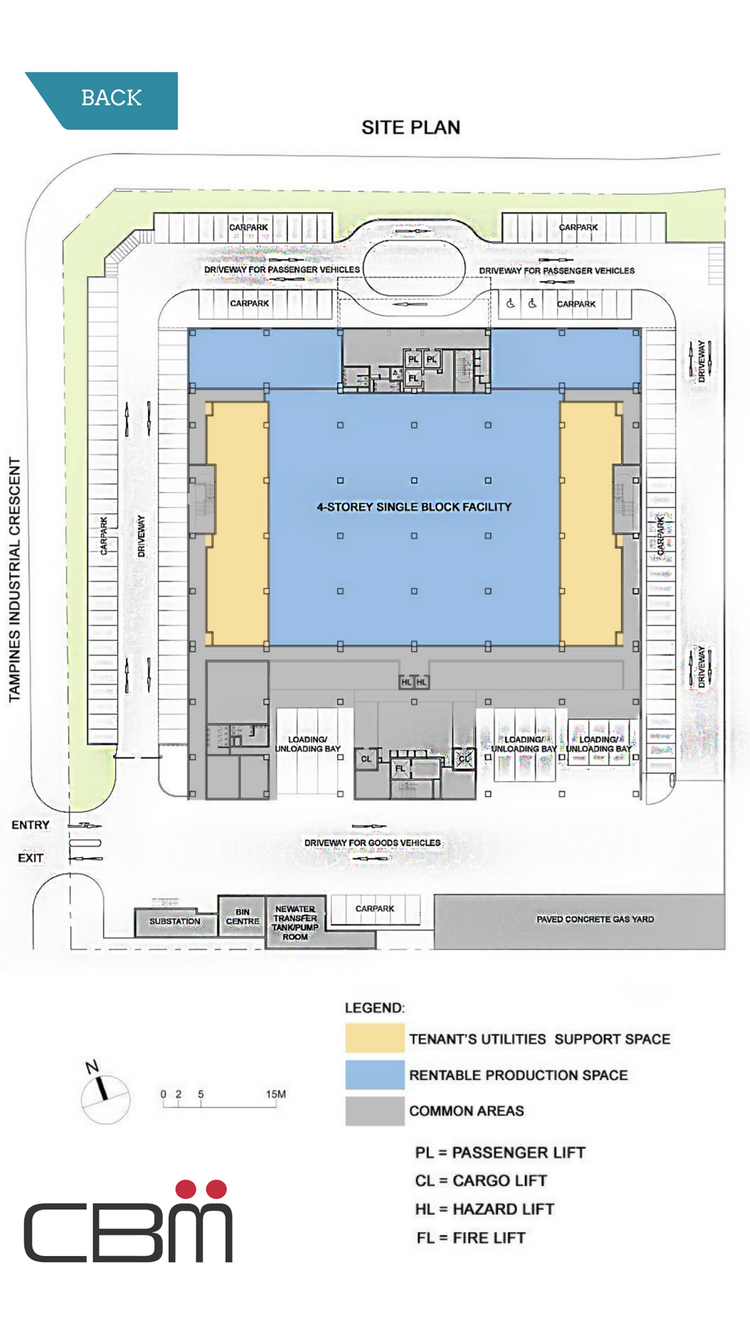 BACK
SITE PLAN
CARPARK
CARPARK
DRIVEWAY FOR PASSENGER VEHICLES
DRIVEWAY FOR PASSENGER VEHICLES
CARPARK
CARPARK
DRIVEWAY
PL
PL
FL
TAMPINES INDUSTRIAL CRESCENT
CARPARK
DRIVEWAY
4-STOREY SINGLE BLOCK FACILITY
CARPARK
DRIVEWAY
HL
HL
LOADING/
UNLOADING BAY
LOADING/
UNLOADING BAY
LOADING/
UNLOADING BAY
CL
FL
CL
ENTRY
EXIT
DRIVEWAY FOR GOODS VEHICLES
SUBSTATION
BIN
CENTRE
NEWATER
TRANSFER
TANK/PUMP
ROOM
CARPARK
PAVED CONCRETE GAS YARD
LEGEND:
TENANT'S UTILITIES SUPPORT SPACE
RENTABLE PRODUCTION SPACE
COMMON AREAS
N
0 2 5 15M
PL = PASSENGER LIFT
CL = CARGO LIFT
HL = HAZARD LIFT
FL = FIRE LIFT
CBM